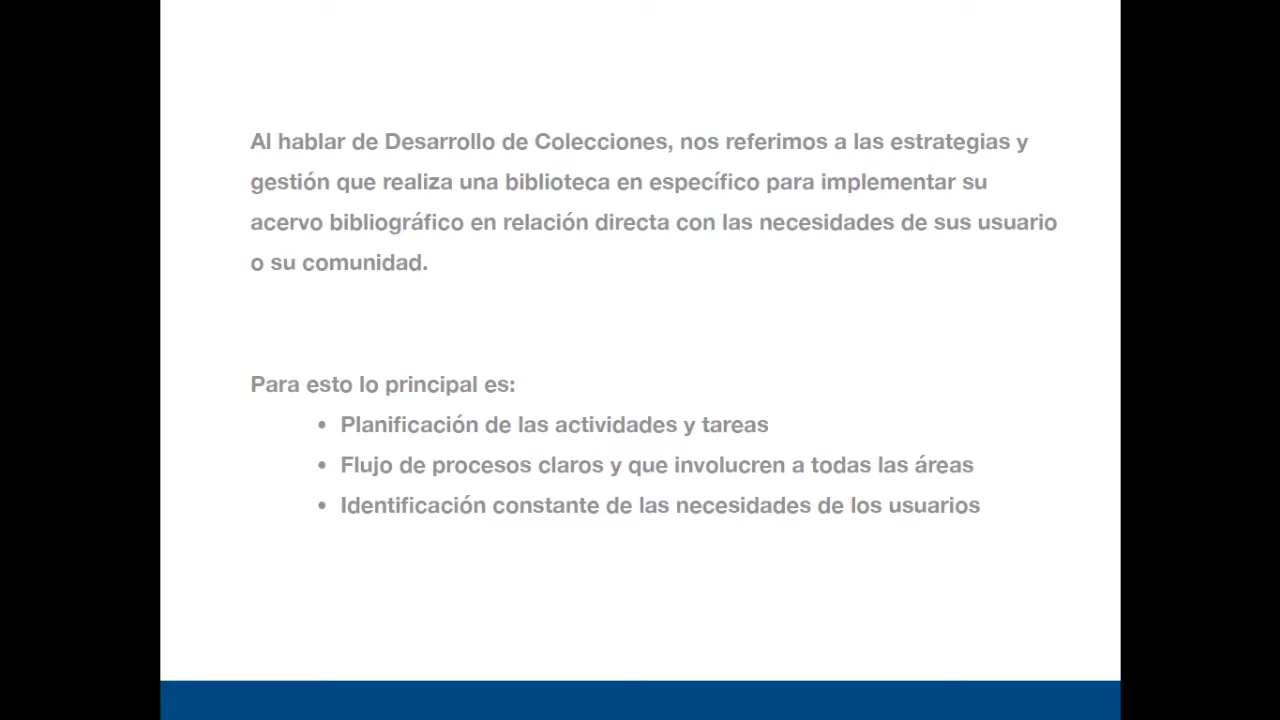 Al hablar de Desarrollo de Colecciones, nos referimos a las estrategias y
gestión que realiza una biblioteca en específico para implementar su
acervo bibliográfico en relación directa con las necesidades de sus usuario
o su comunidad.
Para esto lo principal es:
• Planificación de las actividades y tareas
• Flujo de procesos claros y que involucren a todas las áreas
• Identificación constante de las necesidades de los usuarios